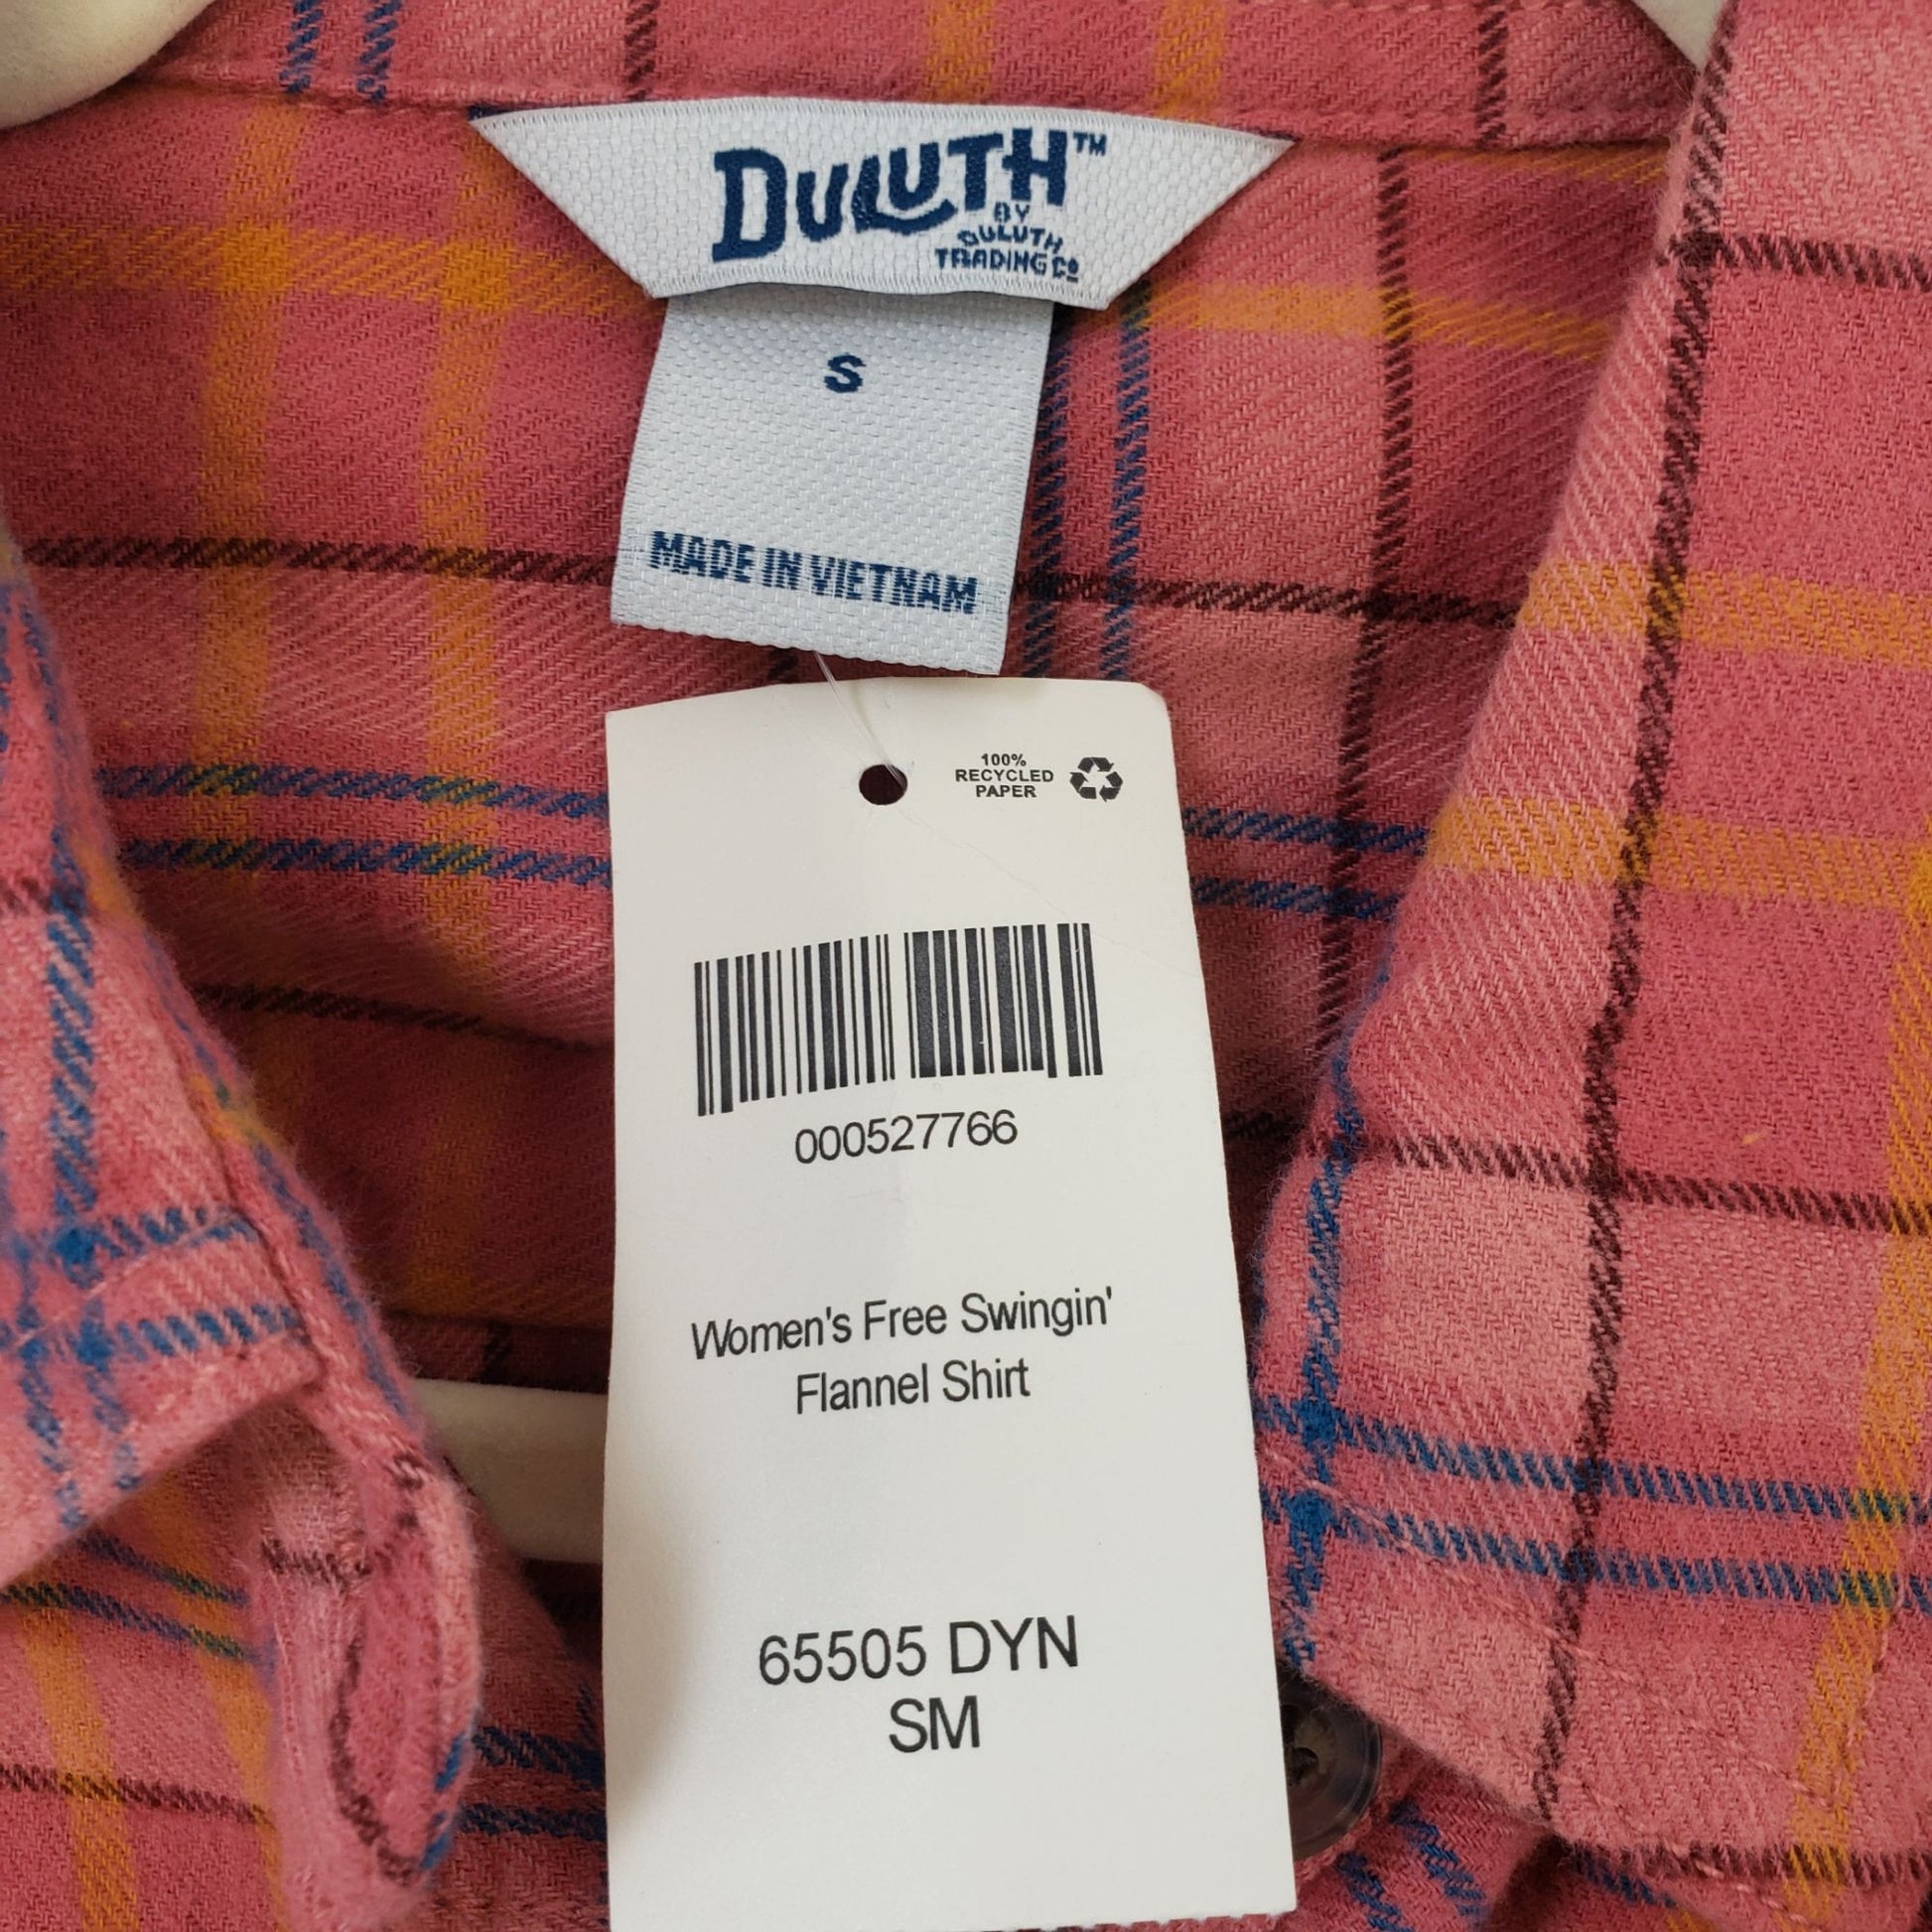 DULUTH™
BY
DULUTH
TRADING Cº
S
MADE IN VIETNAM
100%
RECYCLED
PAPER
000527766
Women's Free Swingin'
Flannel Shirt
65505 DYN
SM